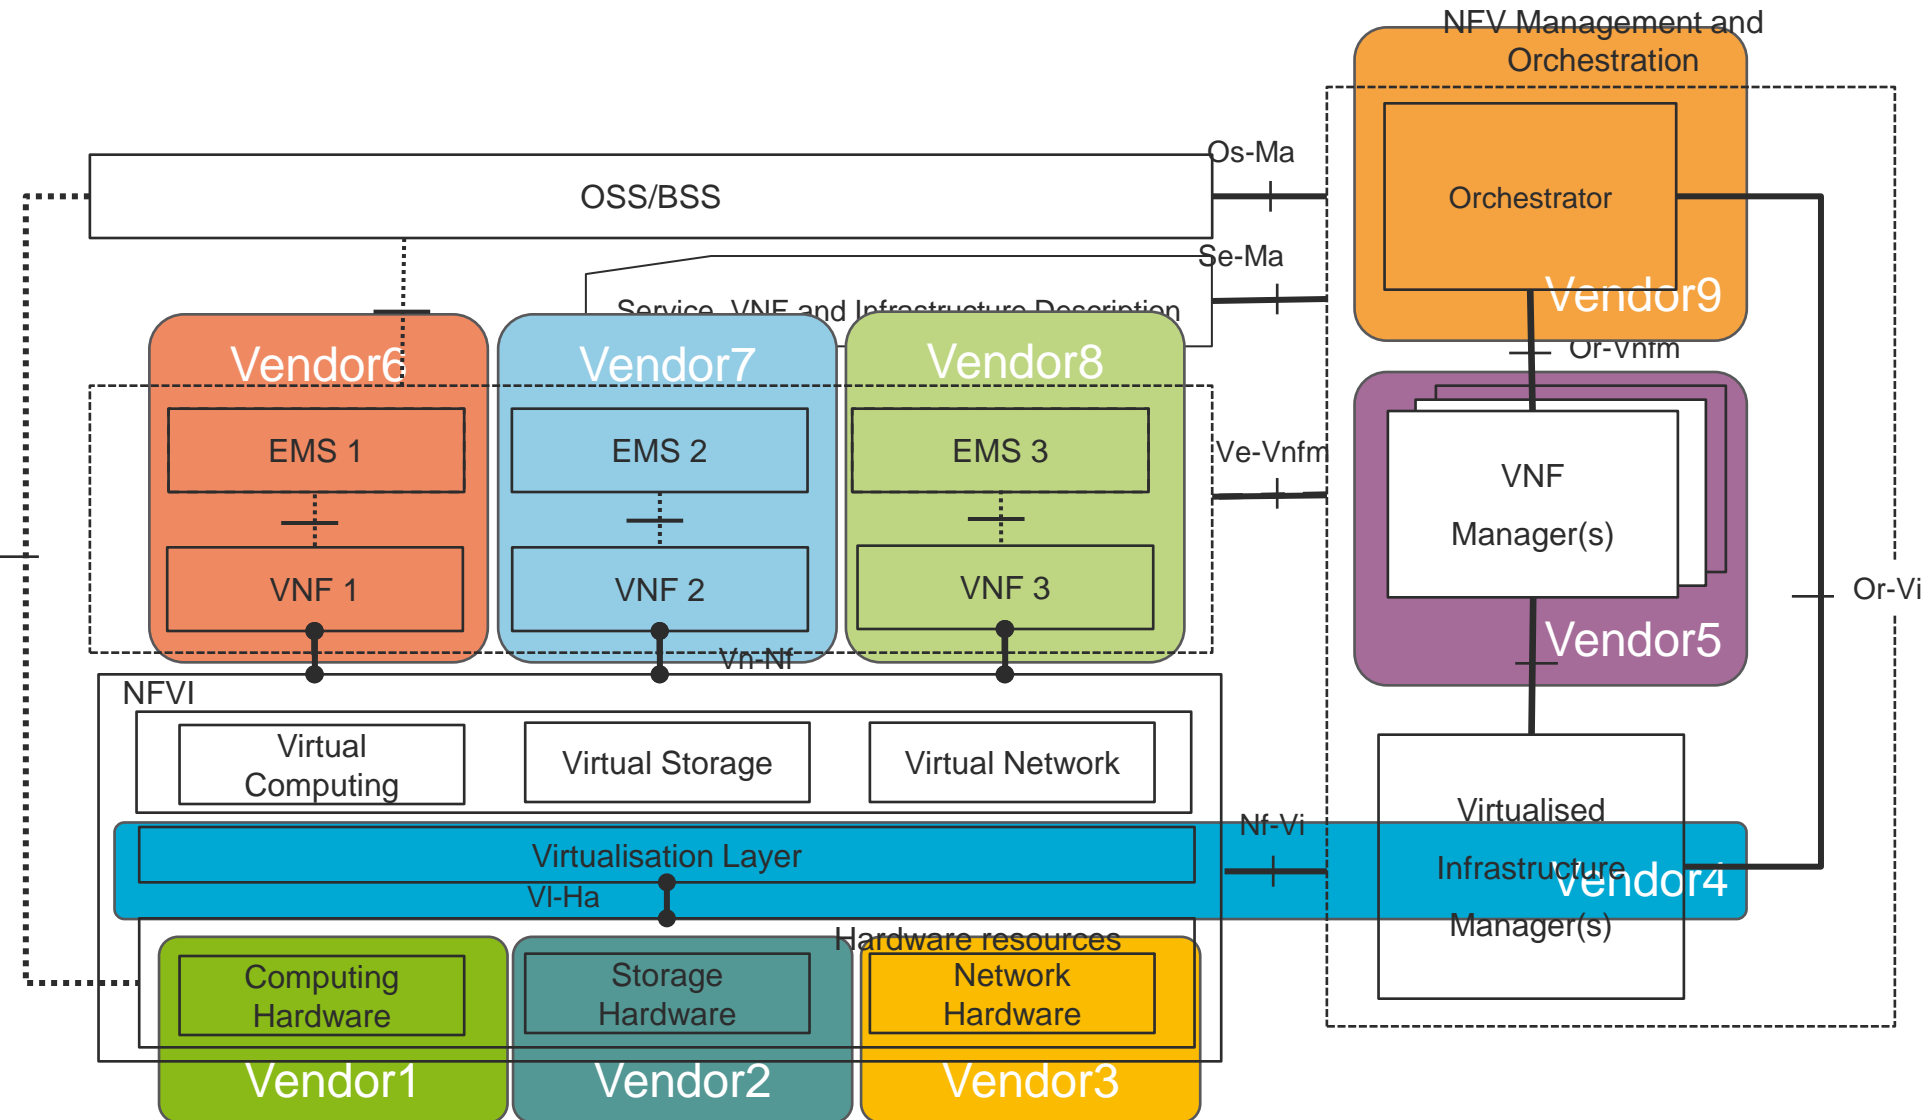 NFV Management and
Orchestration
Os-Ma
OSS/BSS
Orchestrator
Se-Ma
Vendor9
Service, VNF and Infrastructure Description
Or-Vnfm
Vendor6
Vendor7
Vendor8
EMS 1
EMS 2
EMS 3
Ve-Vnfm
VNF
Manager(s)
VNF 1
VNF 2
VNF 3
Or-Vi
Vendor5
Vn-Nf
NFVI
Virtual
Computing
Virtual Storage
Virtual Network
Nf-Vi
Virtualised
Infrastructure
Manager(s)
Vendor4
Virtualisation Layer
VI-Ha
Hardware resources
Computing
Hardware
Storage
Hardware
Network
Hardware
Vendor1
Vendor2
Vendor3